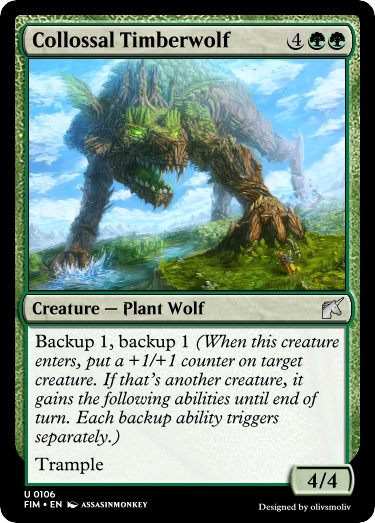 Collossal Timberwolf 4
Creature — Plant Wolf
Backup 1, backup 1 (When this creature
enters, put a +1/+1 counter on target
creature. If that's another creature, it
gains the following abilities until end of
turn. Each backup ability triggers
separately.)
Trample
4/4
U 0106
FIM • EN ASSASINMONKEY
Designed by olivsmoliv